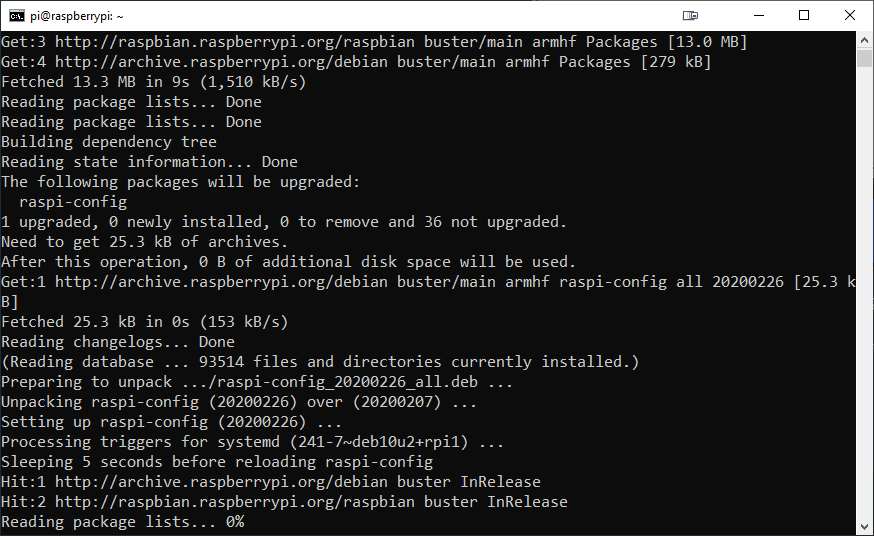 pi@raspberrypi: ~
Get:3 http://raspbian.raspberrypi.org/raspbian buster/main armhf Packages [13.0 MB]
Get:4 http://archive.raspberrypi.org/debian buster/main armhf Packages [279 kB]
Fetched 13.3 MB in 9s (1,510 kB/s)
Reading package lists... Done
Reading package lists... Done
Building dependency tree
Reading state information... Done
The following packages will be upgraded:
  raspi-config
1 upgraded, 0 newly installed, 0 to remove and 36 not upgraded.
Need to get 25.3 kB of archives.
After this operation, 0 B of additional disk space will be used.
Get:1 http://archive.raspberrypi.org/debian buster/main armhf raspi-config all 20200226 [25.3 k
B]
Fetched 25.3 kB in 0s (153 kB/s)
Reading changelogs... Done
(Reading database ... 93514 files and directories currently installed.)
Preparing to unpack .../raspi-config_20200226_all.deb ...
Unpacking raspi-config (20200226) over (20200207) ...
Setting up raspi-config (20200226) ...
Processing triggers for systemd (241-7~deb10u2+rpi1) ...
Sleeping 5 seconds before reloading raspi-config
Hit:1 http://archive.raspberrypi.org/debian buster InRelease
Hit:2 http://raspbian.raspberrypi.org/raspbian buster InRelease
Reading package lists... 0%